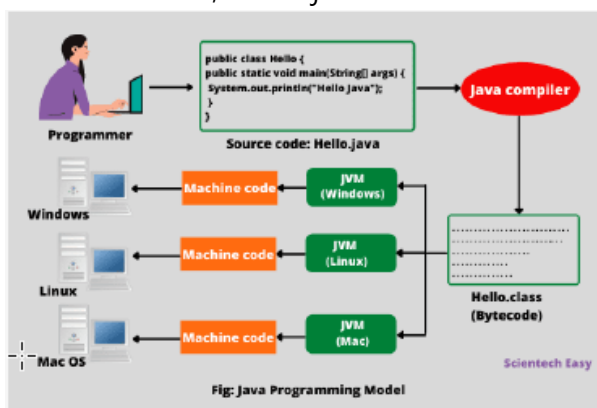 public class Hello {
public static void main(String[] args) {
System.out.println("Hello Java");
}
}
Java compiler
Programmer
Source code: Hello.java
Windows
Machine code
JVM
(Windows)
Linux
Machine code
JVM
(Linux)
Hello.class
(Bytecode)
Mac OS
Machine code
JVM
(Mac)
Scientech Easy
Fig: Java Programming Model